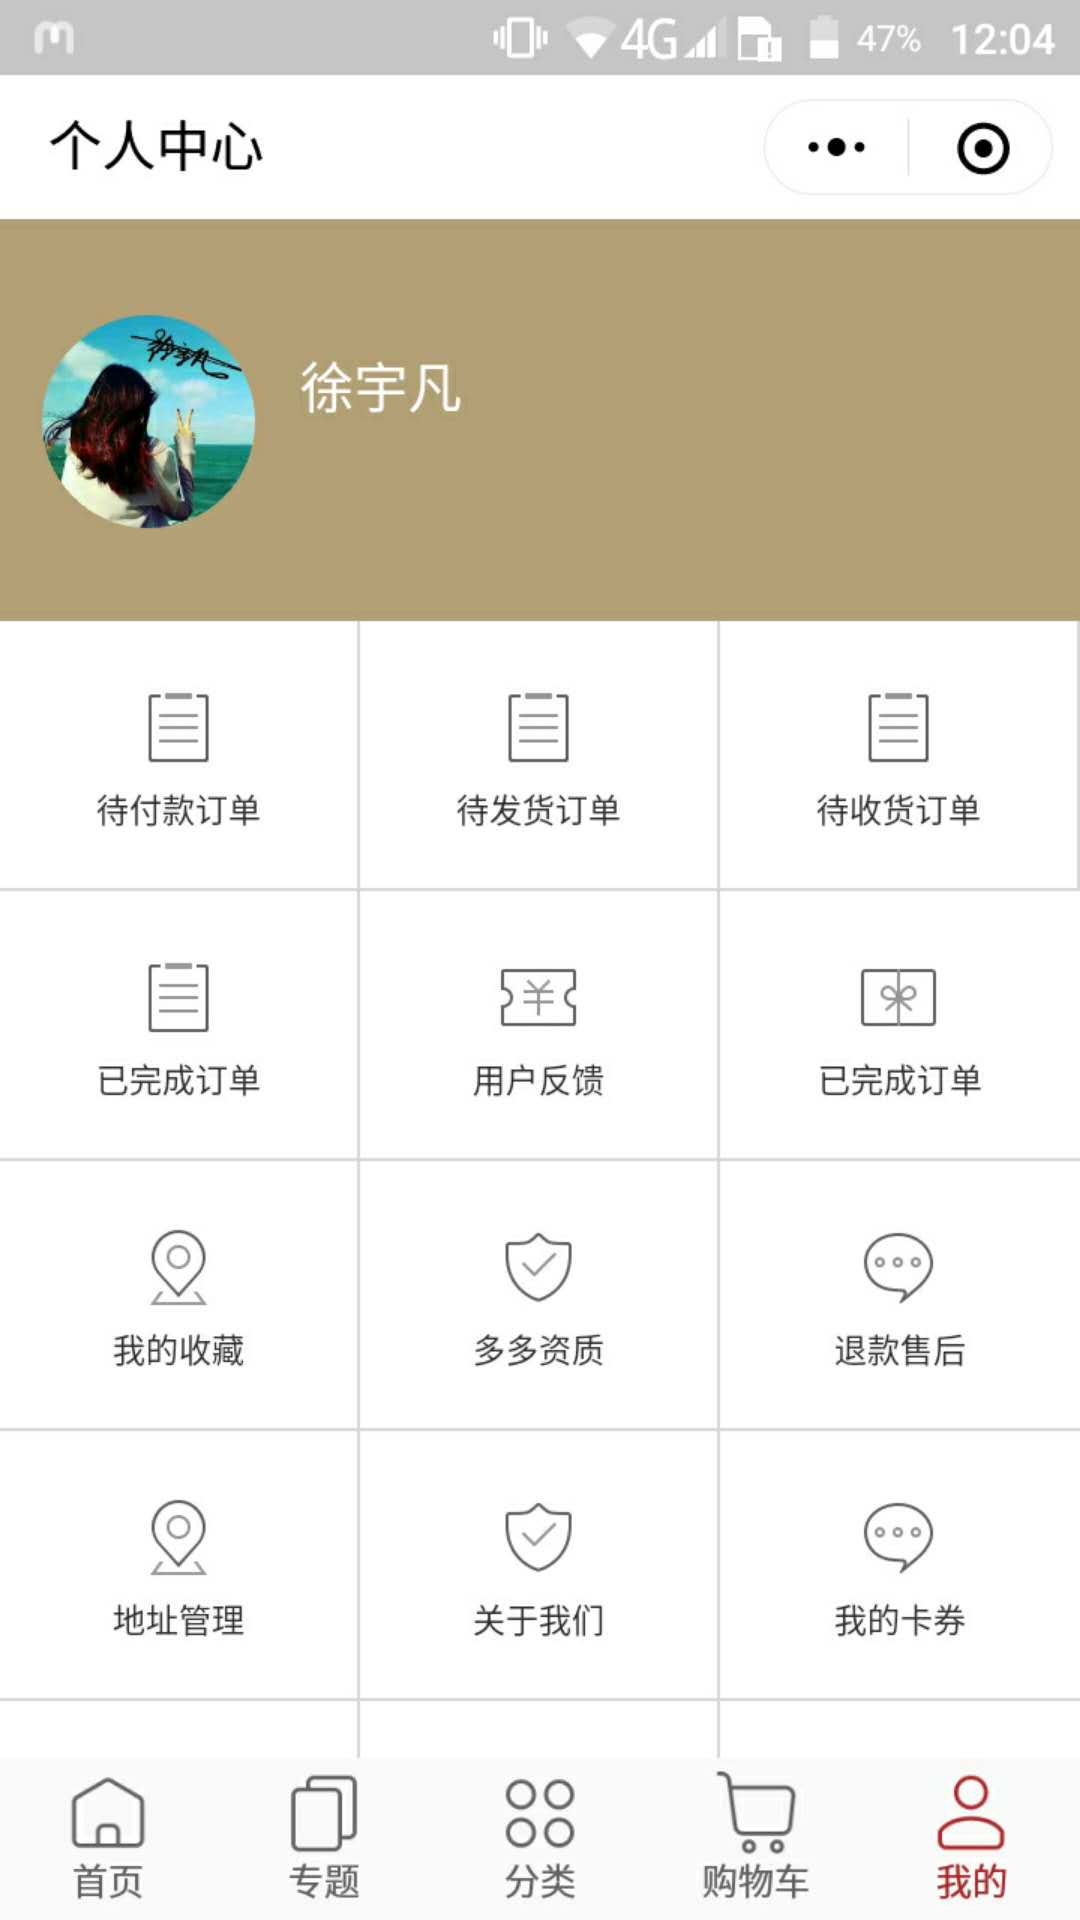 4G 47% 12:04
个人中心
徐宇凡
徐宇凡
待付款订单 待发货订单 待收货订单
已完成订单 用户反馈 已完成订单
我的收藏 多多资质 退款售后
地址管理 关于我们 我的卡券
首页 专题 分类 购物车 我的